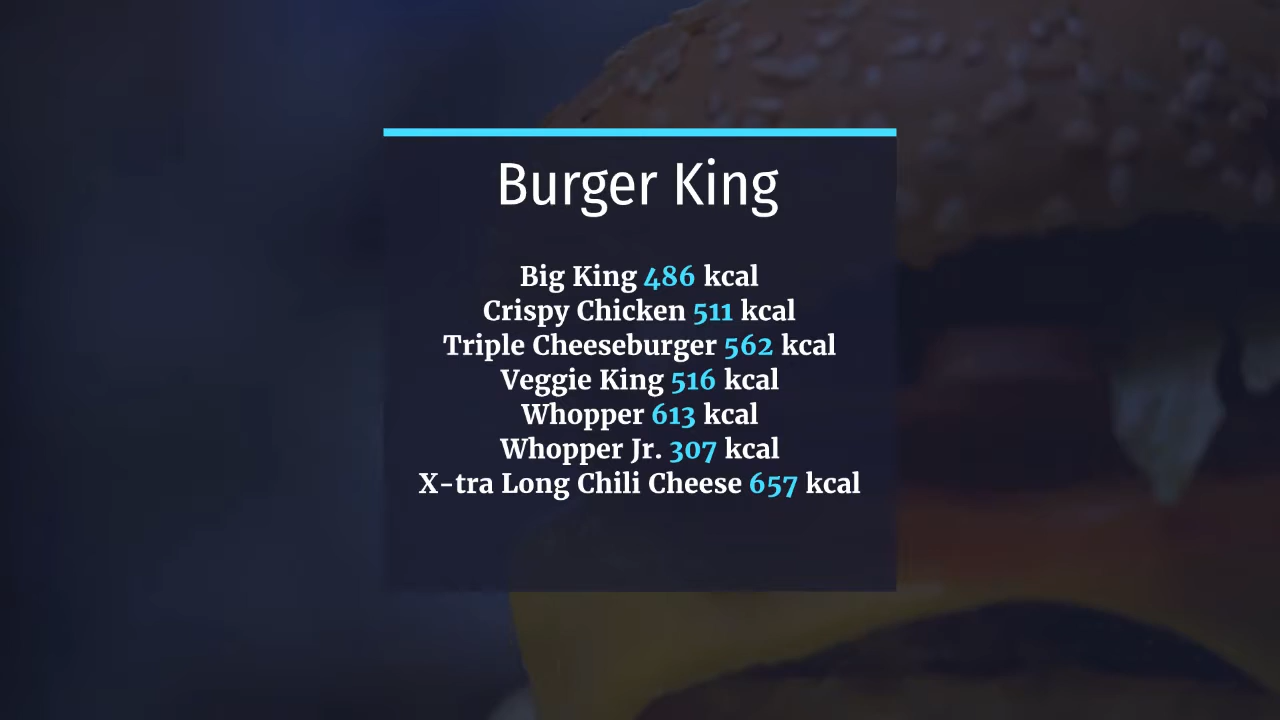 Burger King
Big King 486 kcal
Crispy Chicken 511 kcal
Triple Cheeseburger 562 kcal
Veggie King 516 kcal
Whopper 613 kcal
Whopper Jr. 307 kcal
X-tra Long Chili Cheese 657 kcal